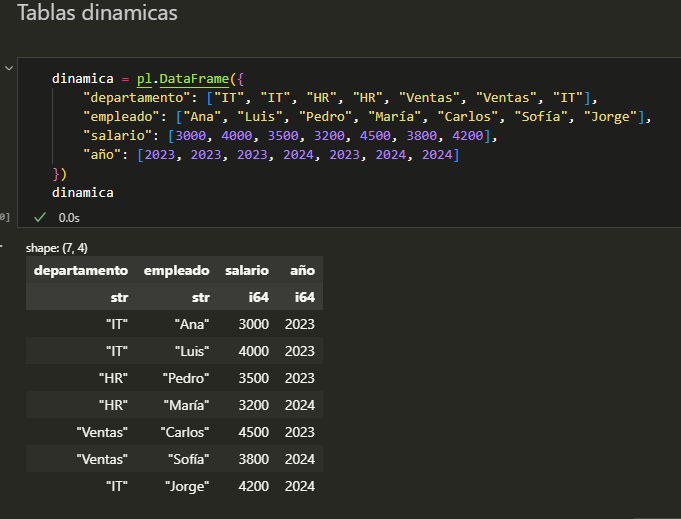 Tablas dinamicas
dinamica = pl.DataFrame({
"departamento": ["IT", "IT", "HR", "HR", "Ventas", "Ventas", "IT"],
"empleado": ["Ana", "Luis", "Pedro", "María", "Carlos", "Sofía", "Jorge"],
"salario": [3000, 4000, 3500, 3200, 4500, 3800, 4200],
"año": [2023, 2023, 2023, 2024, 2023, 2024, 2024]
})
dinamica
0.0s
shape: (7, 4)
departamento empleado salario año
str str i64 i64
"IT" "Ana" 3000 2023
"IT" "Luis" 4000 2023
"HR" "Pedro" 3500 2023
"HR" "María" 3200 2024
"Ventas" "Carlos" 4500 2023
"Ventas" "Sofía" 3800 2024
"IT" "Jorge" 4200 2024